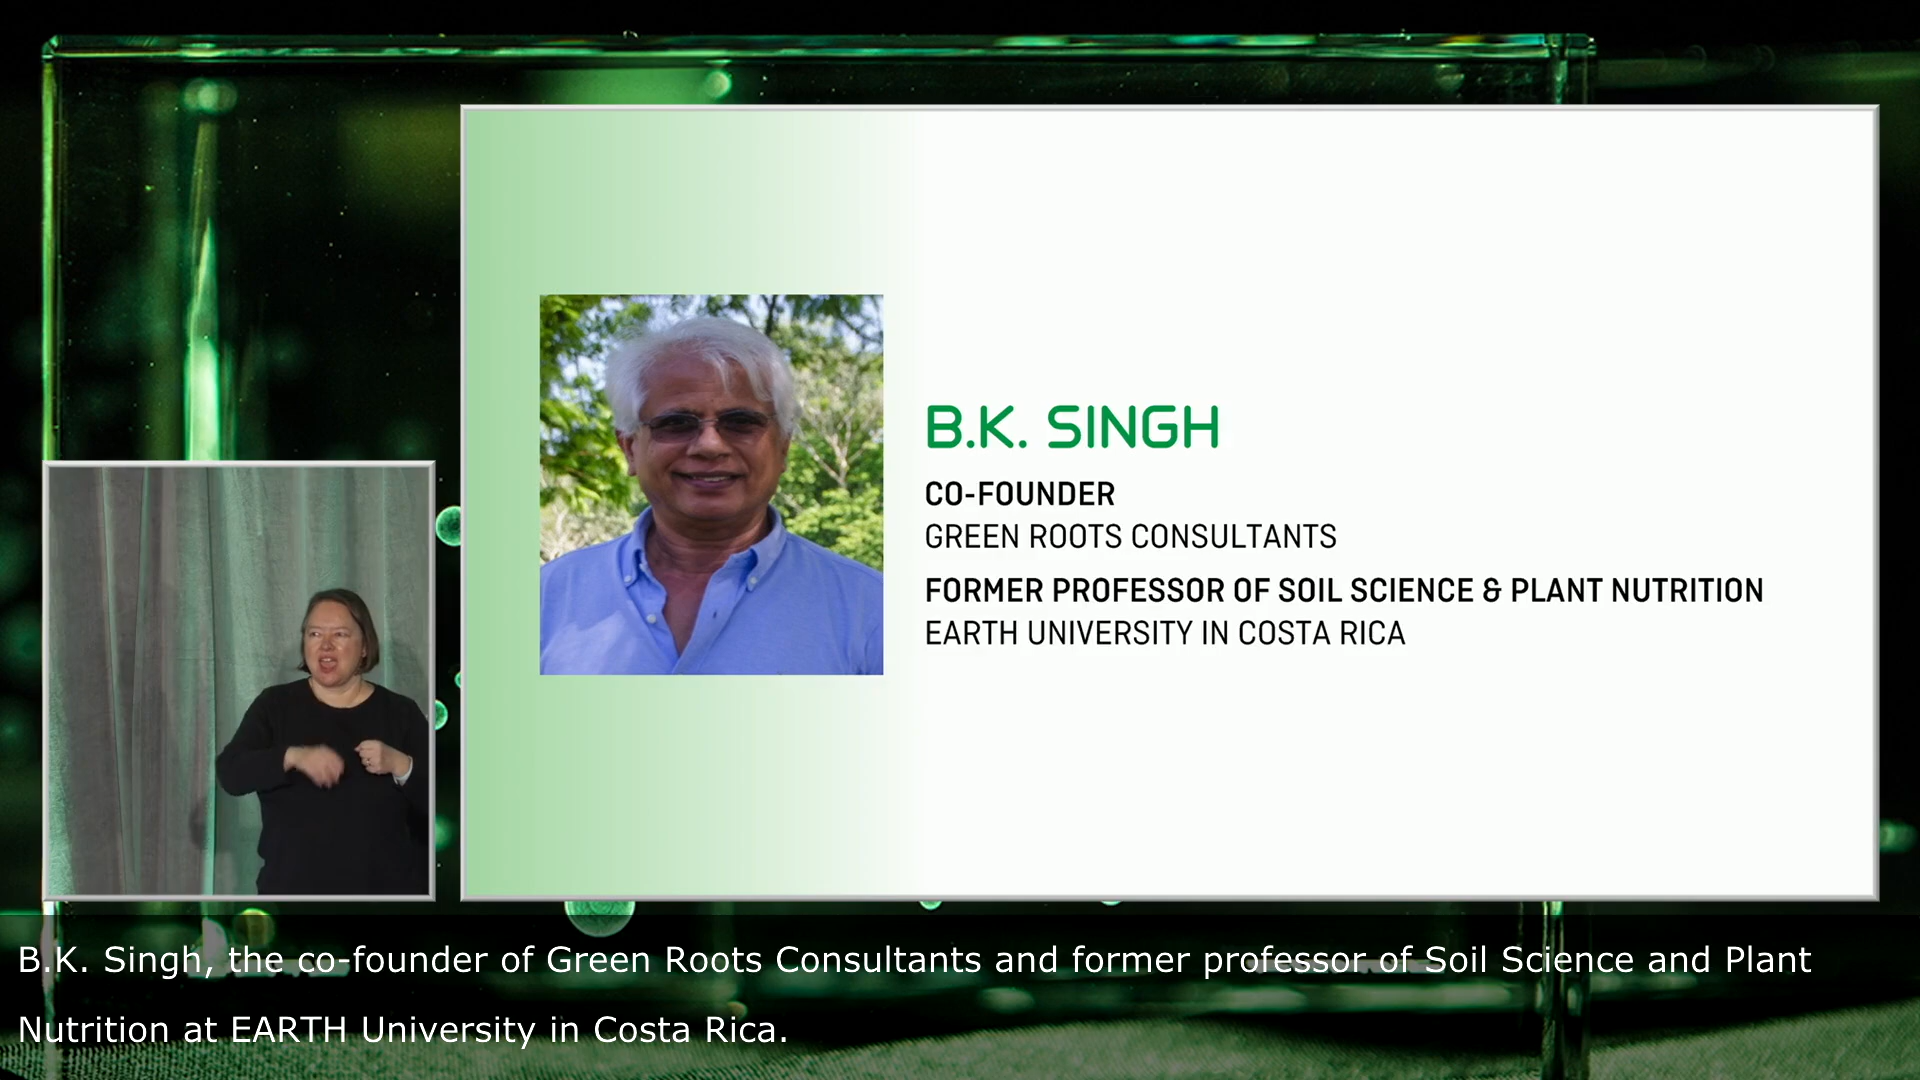 B.K. SINGH
CO-FOUNDER
GREEN ROOTS CONSULTANTS
FORMER PROFESSOR OF SOIL SCIENCE & PLANT NUTRITION
EARTH UNIVERSITY IN COSTA RICA
B.K. Singh, the co-founder of Green Roots Consultants and former professor of Soil Science and Plant
Nutrition at EARTH University in Costa Rica.